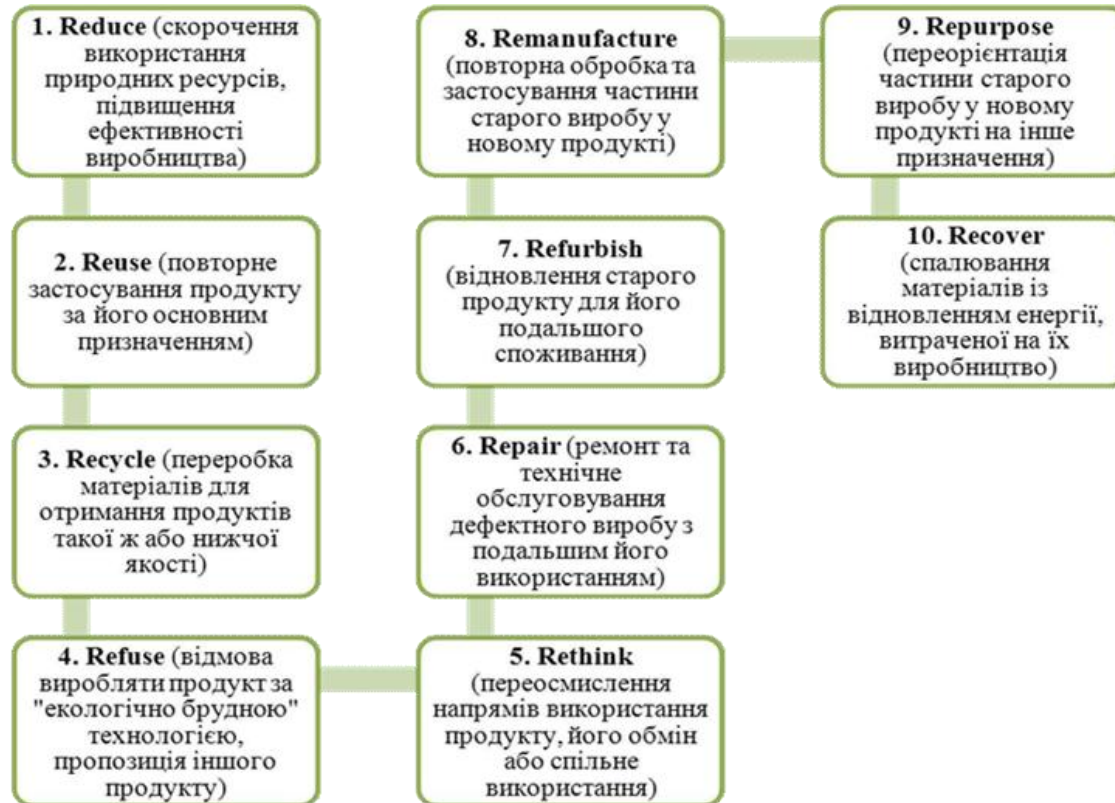 1. Reduce (скорочення
використання
природних ресурсів,
підвищення
ефективності
виробництва)
2. Reuse (повторне
застосування продукту
за його основним
призначенням)
3. Recycle (переробка
матеріалів для
отримання продуктів
такої ж або нижчої
якості)
4. Refuse (відмова
виробляти продукт за
"екологічно брудною"
технологією,
пропозиція іншого
продукту)
5. Rethink
(переосмислення
напрямів використання
продукту, його обмін
або спільне
використання)
6. Repair (ремонт та
технічне
обслуговування
дефектного виробу з
подальшим його
використанням)
7. Refurbish
(відновлення старого
продукту для його
подальшого
споживання)
8. Remanufacture
(повторна обробка та
застосування частини
старого виробу у
новому продукті)
9. Repurpose
(переорієнтація
частини старого
виробу у новому
продукті на інше
призначення)
10. Recover
(спалювання
матеріалів із
відновленням енергії,
витраченої на їх
виробництво)